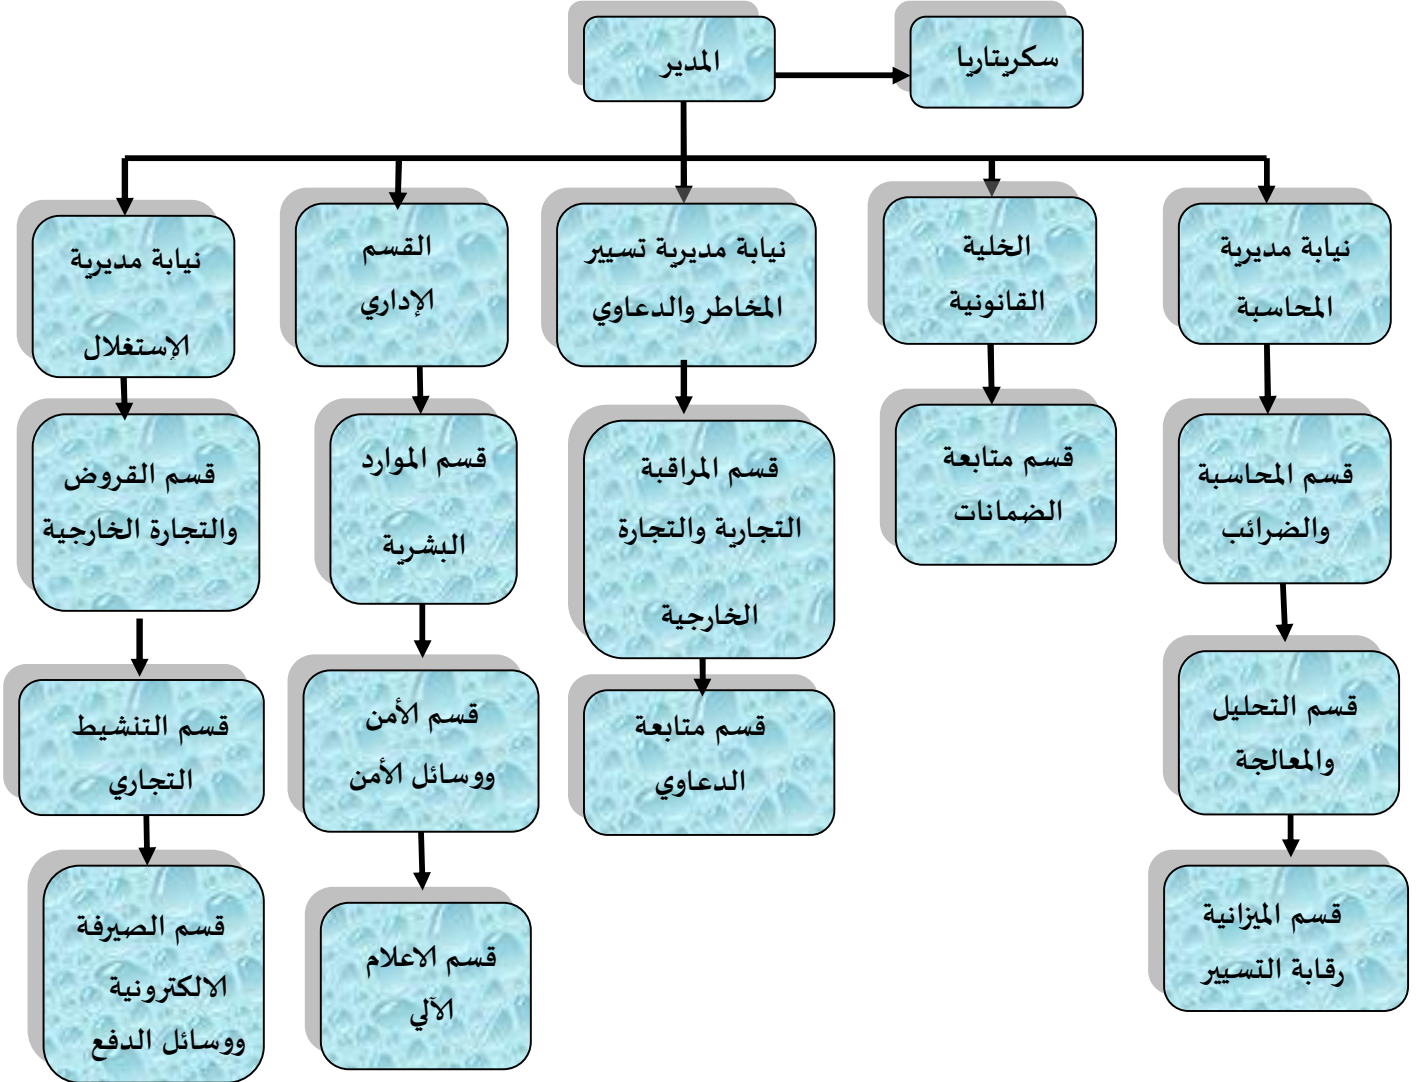 المدير
سكريتاريا
نيابة مديرية
المحاسبة
الخلية
القانونية
نيابة مديرية تسيير
المخاطر والدعاوي
القسم
الإداري
نيابة مديرية
الإستغلال
قسم المحاسبة
والضرائب
قسم متابعة
الضمانات
قسم المراقبة
التجارية والتجارة
الخارجية
قسم الموارد
البشرية
قسم القروض
والتجارة الخارجية
قسم التحليل
والمعالجة
قسم متابعة
الدعاوي
قسم الأمن
ووسائل الأمن
قسم التنشيط
التجاري
قسم الميزانية
رقابة التسيير
قسم الاعلام
الآلي
قسم الصيرفة
الالكترونية
ووسائل الدفع